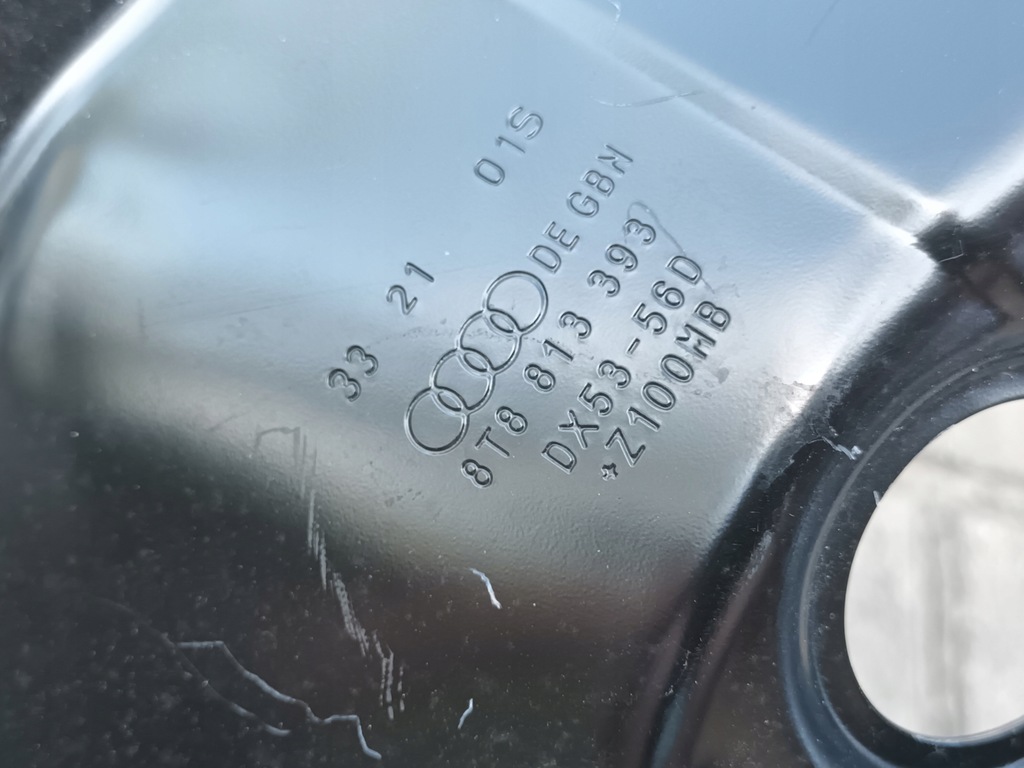 33 21 01S
DE GBN
8T8 813 393
DX53-56D
*Z100MB